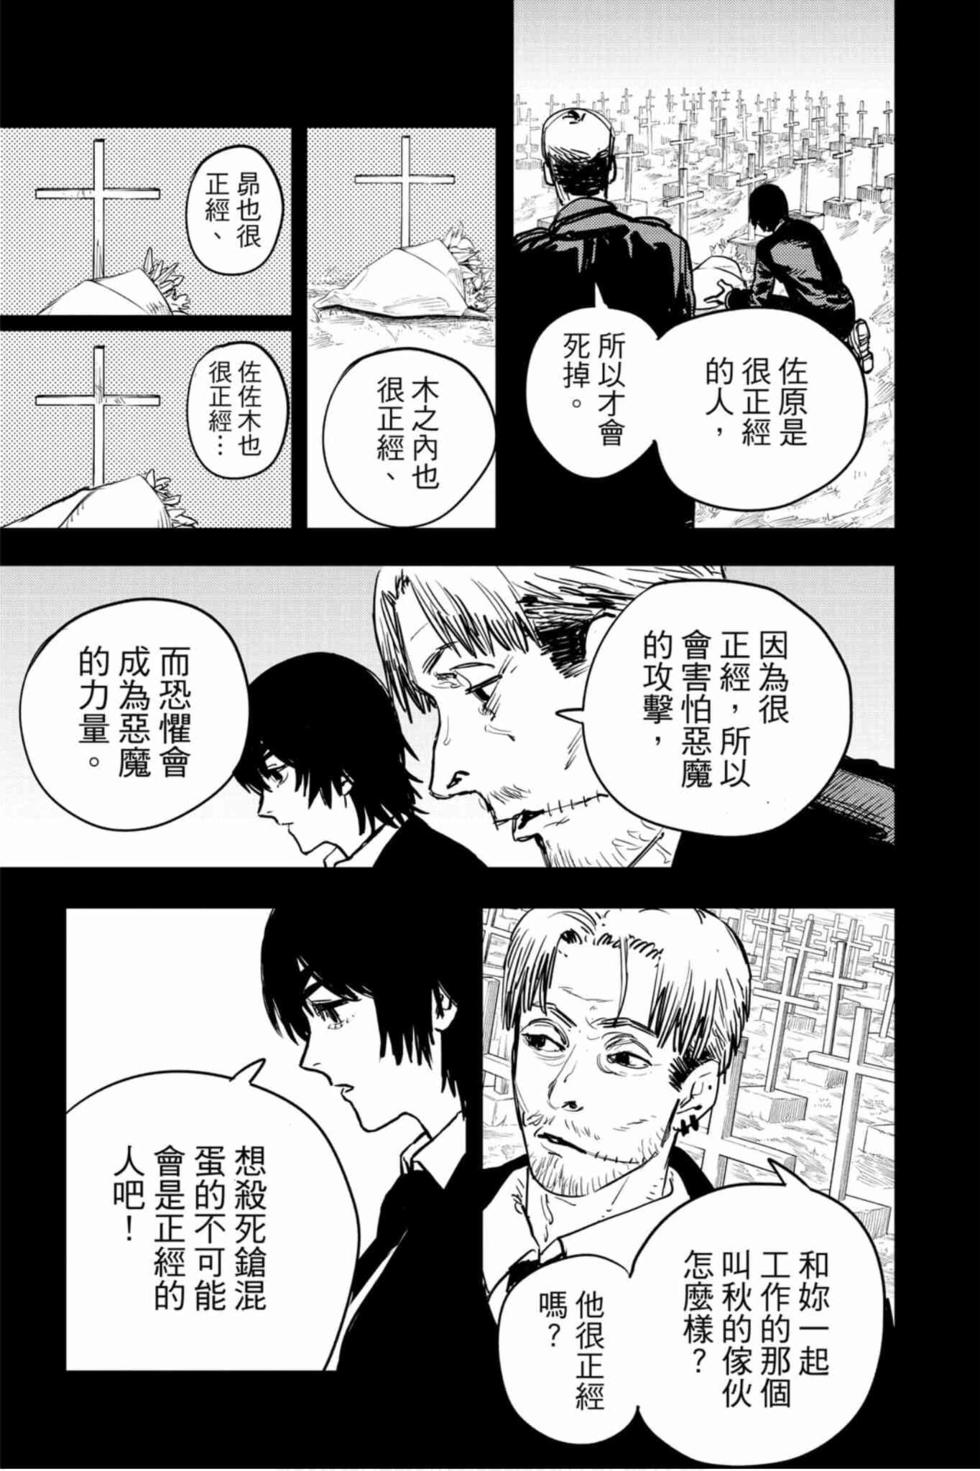 佐原是
很正經
的人，
所以才會
死掉。
木之內也
很正經、
昴也很
正經、
佐佐木也
很正經…
因為很
正經，所以
會害怕惡魔
的攻擊，
而恐懼會
成為惡魔
的力量。
和妳一起
工作的那個
叫秋的傢伙
怎麼樣？
他很正經
嗎？
想殺死鎗混
蛋的不可能
會是正經的
人吧！